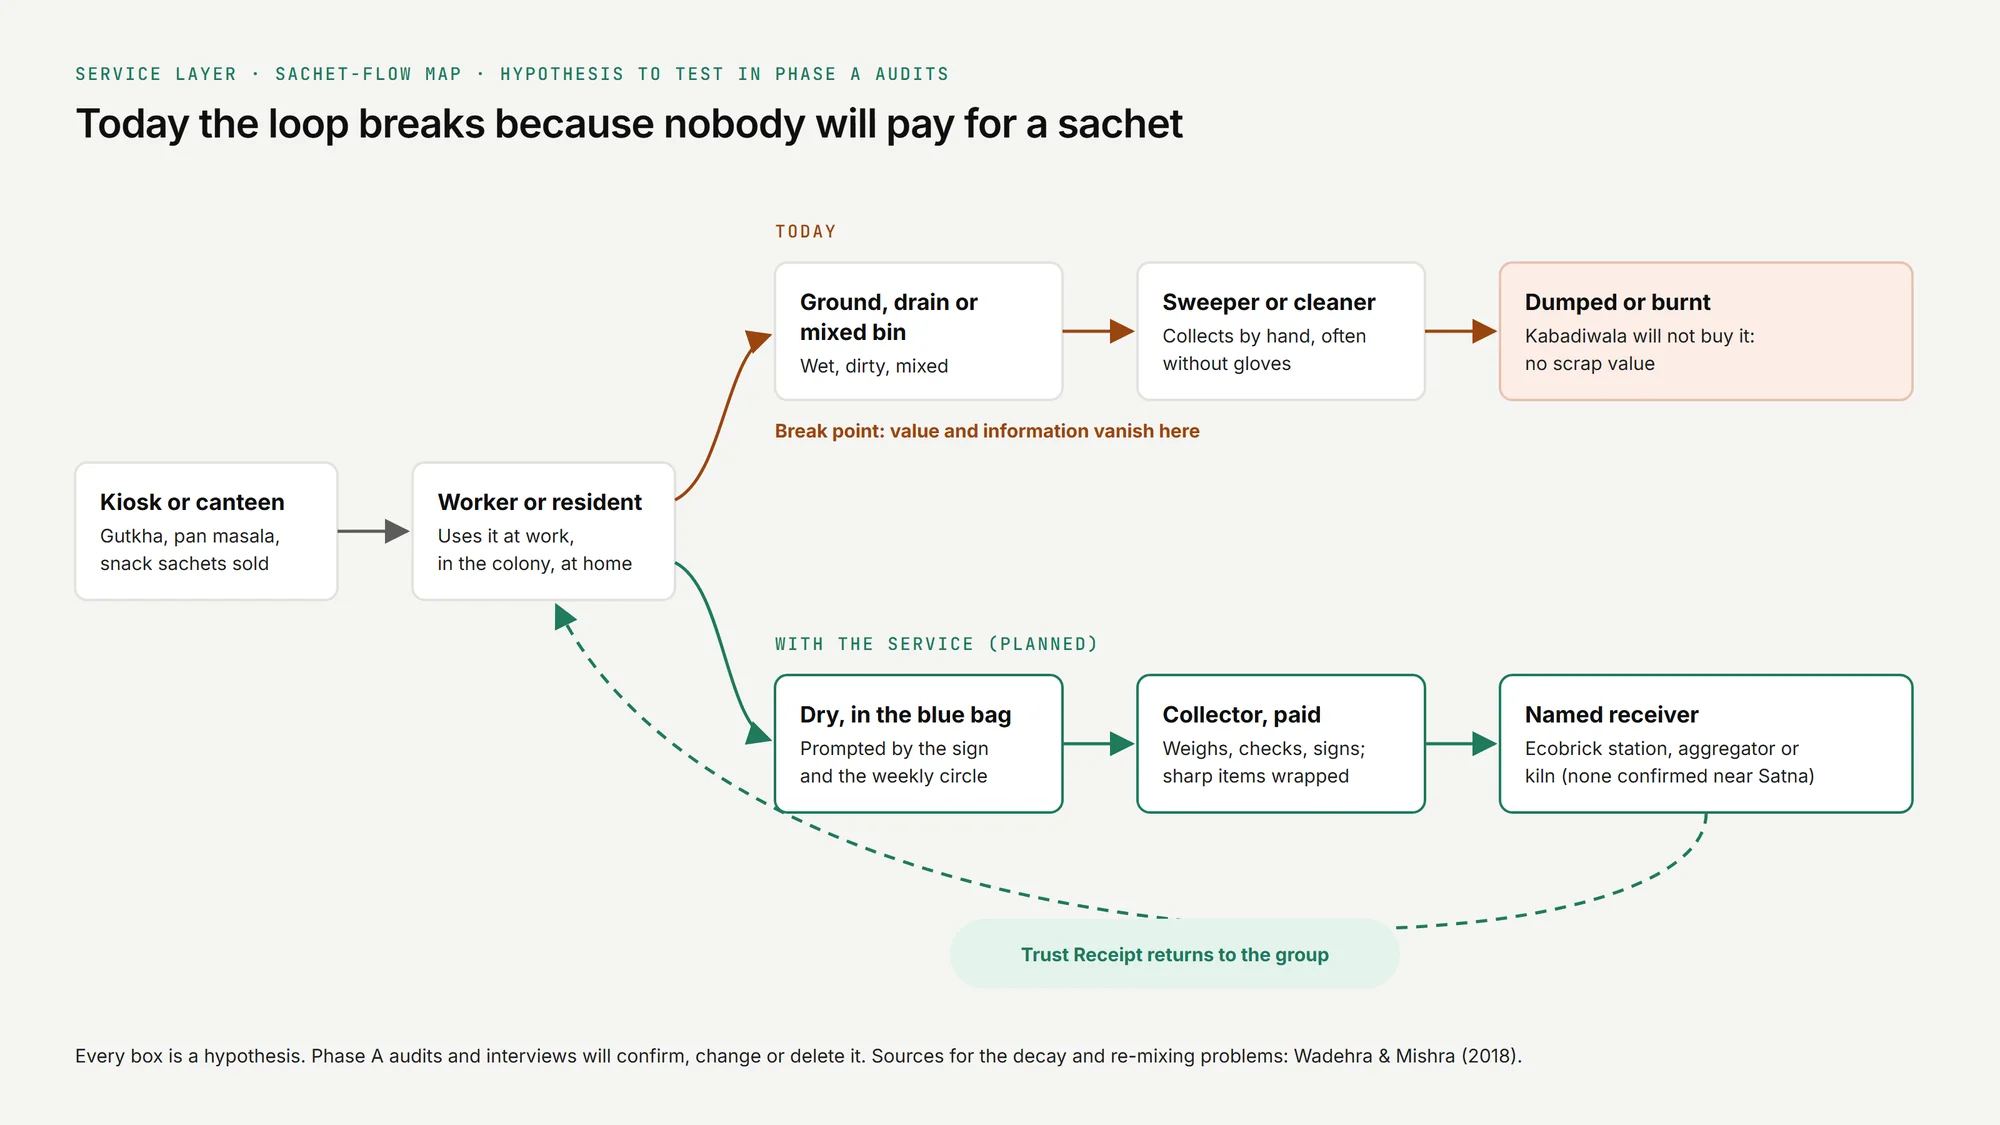 SERVICE LAYER · SACHET-FLOW MAP · HYPOTHESIS TO TEST IN PHASE A AUDITS
Today the loop breaks because nobody will pay for a sachet
TODAY
Ground, drain or
mixed bin
Wet, dirty, mixed
Sweeper or cleaner
Collects by hand, often
without gloves
Dumped or burnt
Kabadiwala will not buy it:
no scrap value
Break point: value and information vanish here
Kiosk or canteen
Gutkha, pan masala,
snack sachets sold
Worker or resident
Uses it at work,
in the colony, at home
WITH THE SERVICE (PLANNED)
Dry, in the blue bag
Prompted by the sign
and the weekly circle
Collector, paid
Weighs, checks, signs;
sharp items wrapped
Named receiver
Ecobrick station, aggregator or
kiln (none confirmed near Satna)
Trust Receipt returns to the group
Every box is a hypothesis. Phase A audits and interviews will confirm, change or delete it. Sources for the decay and re-mixing problems: Wadehra & Mishra (2018).